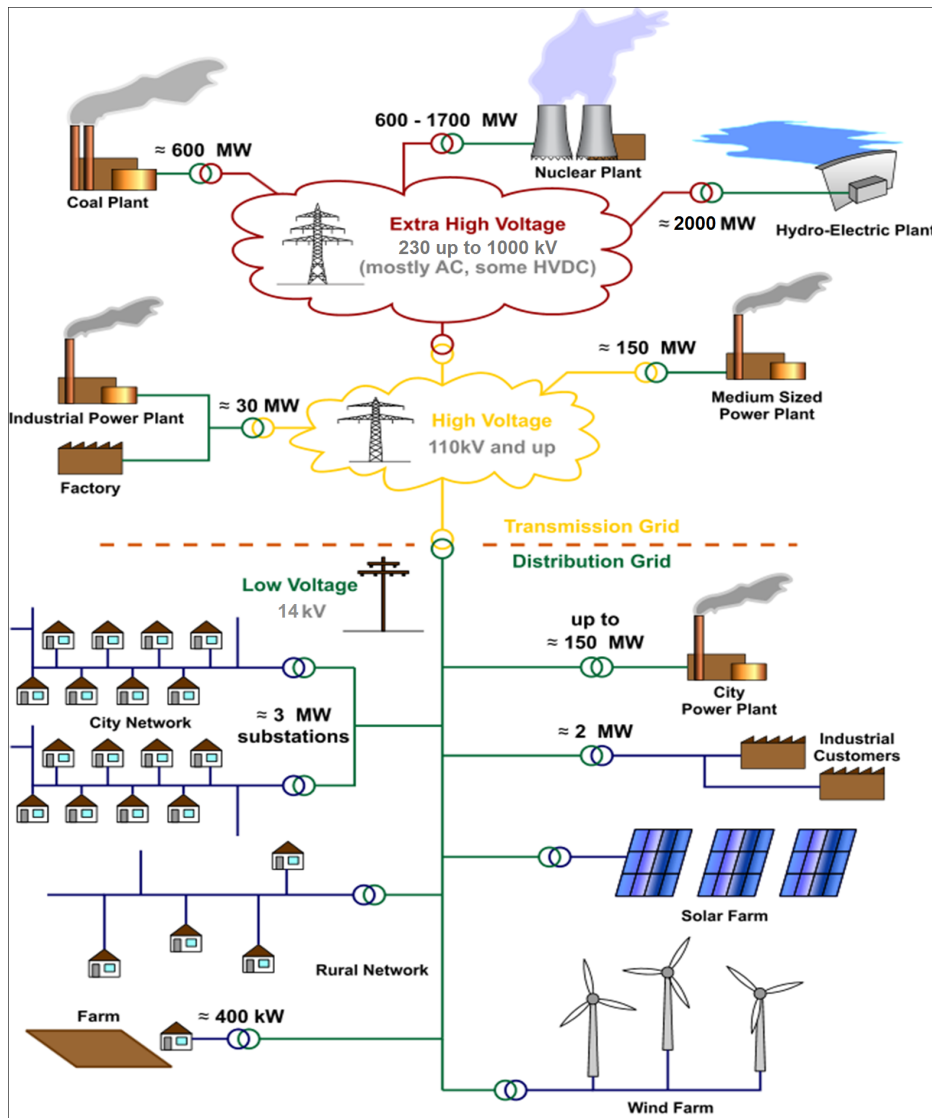 600 - 1700 MW
≈ 600 MW
Nuclear Plant
Coal Plant
Extra High Voltage
230 up to 1000 kV
(mostly AC, some HVDC)
≈ 2000 MW
Hydro-Electric Plant
≈ 150 MW
Medium Sized
Power Plant
Industrial Power Plant
≈ 30 MW
High Voltage
110kV and up
Factory
Transmission Grid
Distribution Grid
Low Voltage
14 kV
up to
≈ 150 MW
City
Power Plant
City Network
≈ 3 MW
substations
≈ 2 MW
Industrial
Customers
Solar Farm
Rural Network
Farm
≈ 400 kW
Wind Farm